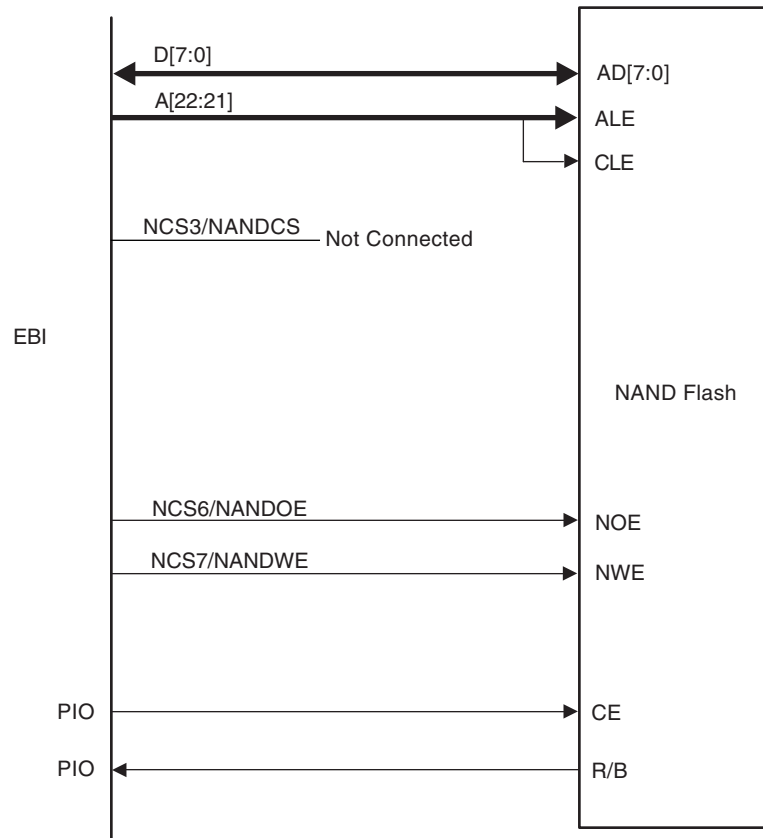 D[7:0]
AD[7:0]
A[22:21]
ALE
CLE
NCS3/NANDCS
Not Connected
EBI
NAND Flash
NCS6/NANDOE
NOE
NCS7/NANDWE
NWE
PIO
CE
PIO
R/B